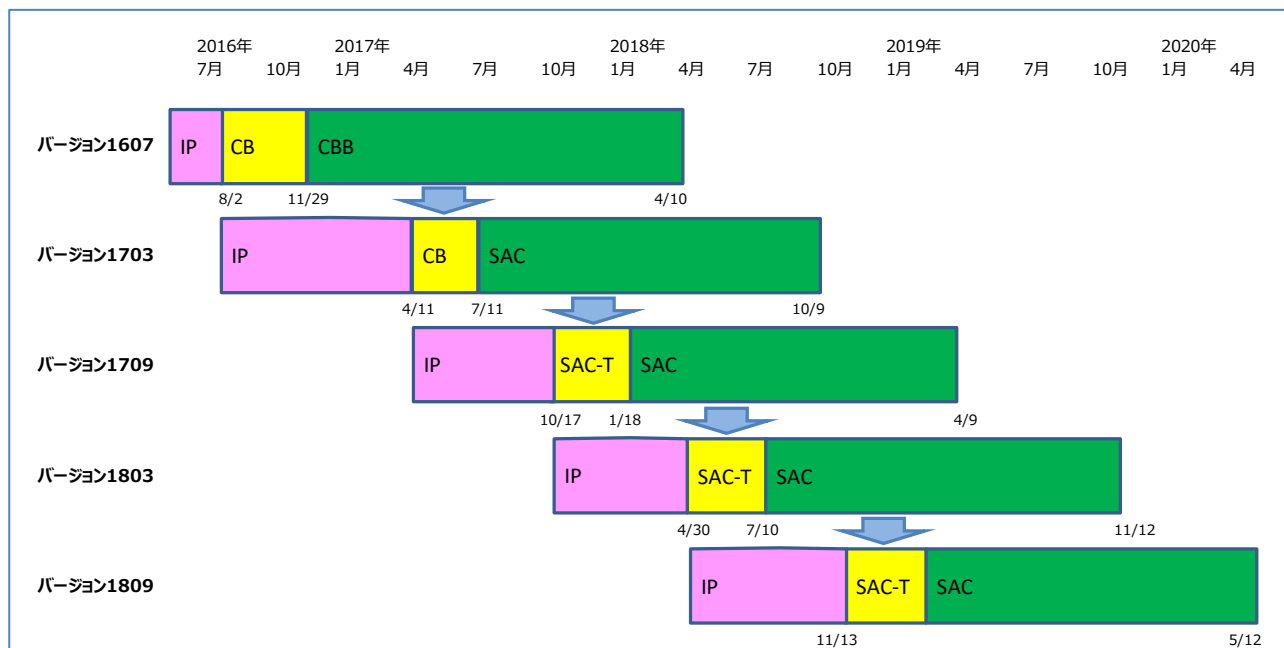 2016年 2017年 2018年 2019年 2020年
7月 10月 1月 4月 7月 10月 1月 4月 7月 10月 1月 4月 7月 10月 1月 4月
バージョン1607 IP CB CBB
8/2 11/29 4/10
バージョン1703 IP CB SAC
4/11 7/11 10/9
バージョン1709 IP SAC-T SAC
10/17 1/18 4/9
バージョン1803 IP SAC-T SAC
4/30 7/10 11/12
バージョン1809 IP SAC-T SAC
11/13 5/12